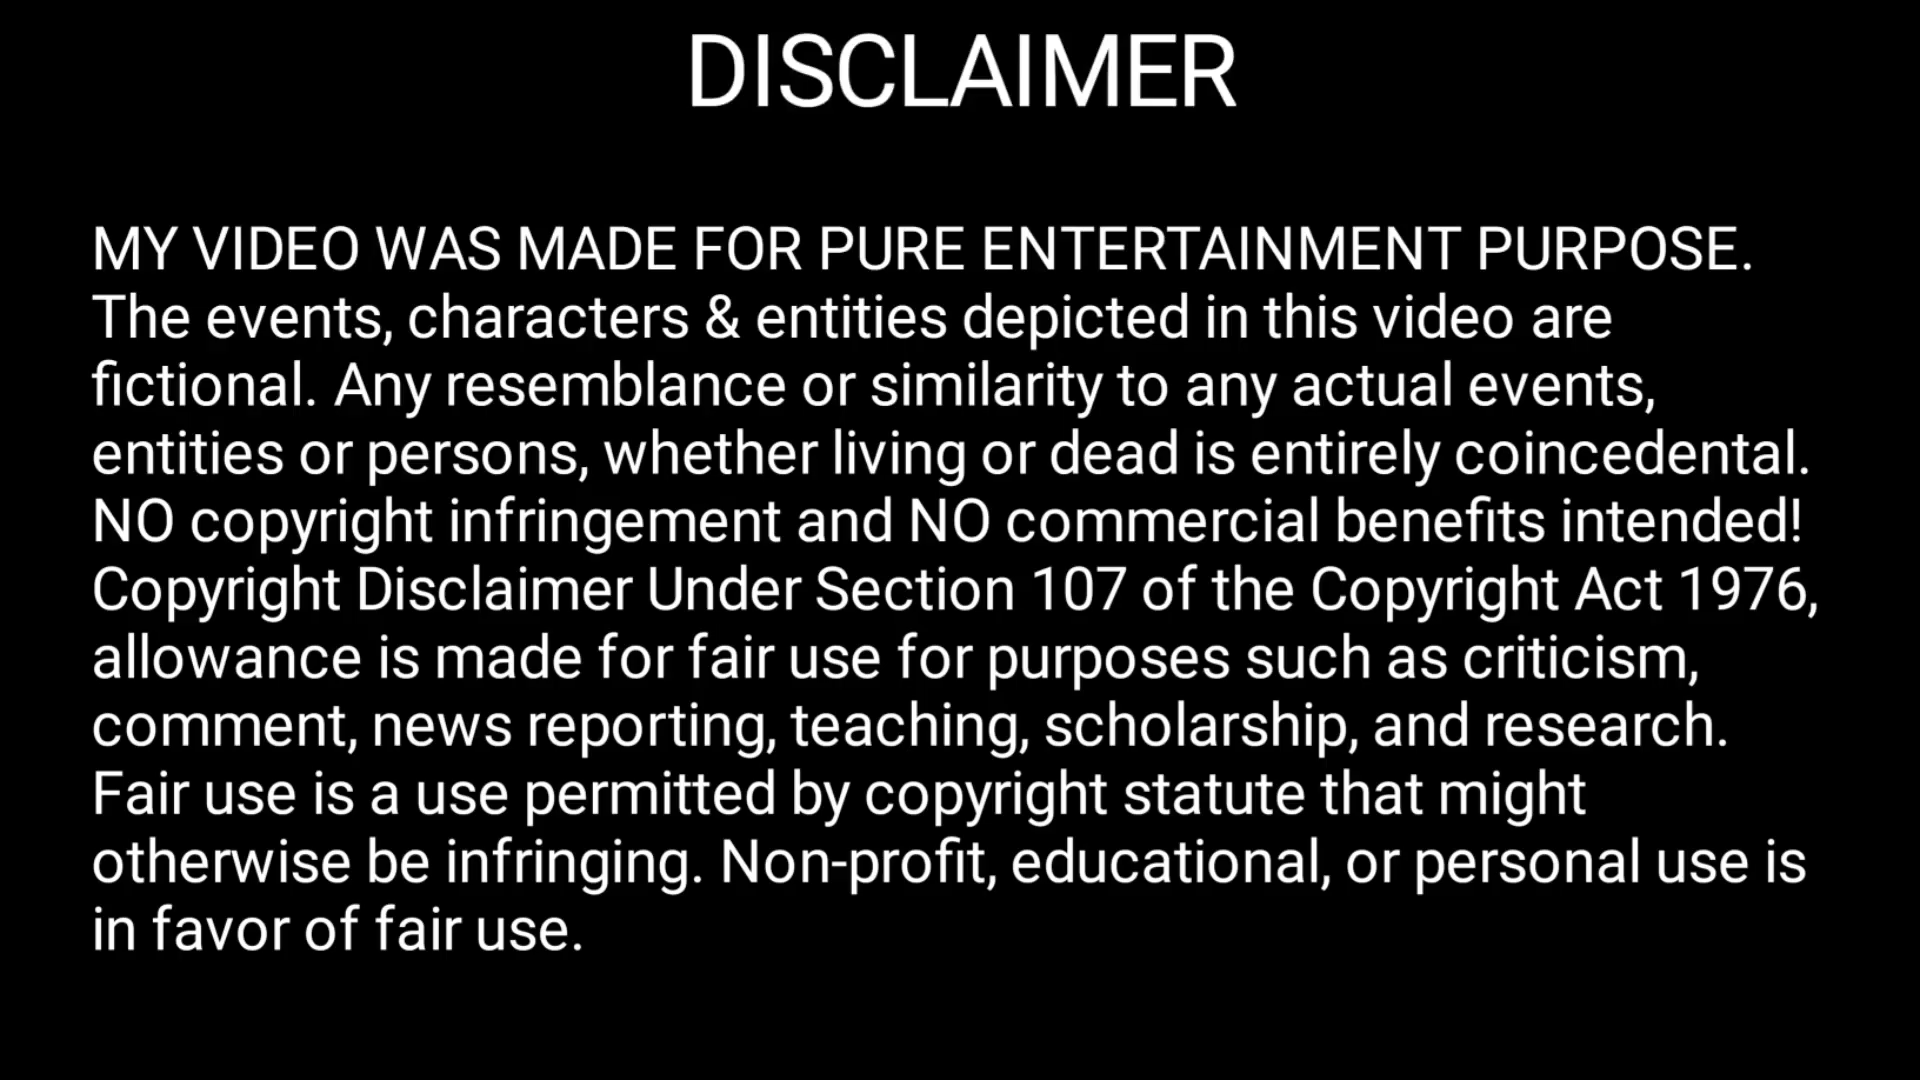 DISCLAIMER
MY VIDEO WAS MADE FOR PURE ENTERTAINMENT PURPOSE.
The events, characters & entities depicted in this video are
fictional. Any resemblance or similarity to any actual events,
entities or persons, whether living or dead is entirely coincedental.
NO copyright infringement and NO commercial benefits intended!
Copyright Disclaimer Under Section 107 of the Copyright Act 1976,
allowance is made for fair use for purposes such as criticism,
comment, news reporting, teaching, scholarship, and research.
Fair use is a use permitted by copyright statute that might
otherwise be infringing. Non-profit, educational, or personal use is
in favor of fair use.